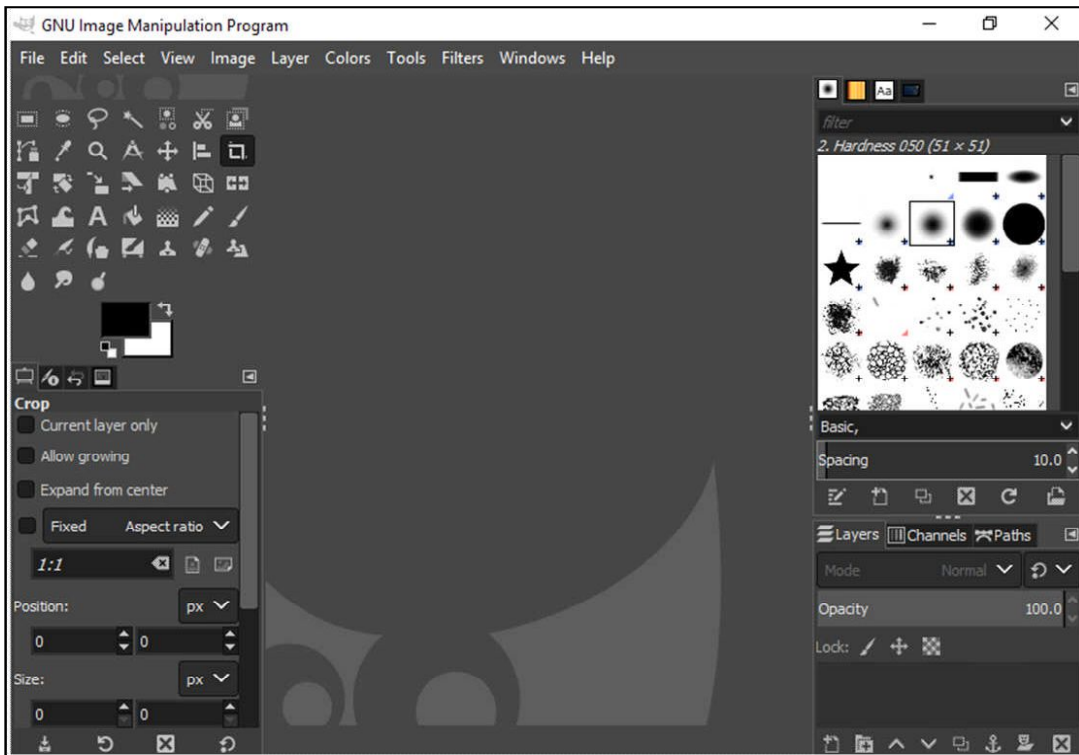 GNU Image Manipulation Program
File Edit Select View Image Layer Colors Tools Filters Windows Help
Aa
filter
2. Hardness 050 (51 × 51)
Crop
Current layer only
Allow growing
Expand from center
Fixed Aspect ratio
1:1
Position: px
0 0
Size: px
0 0
Basic,
Spacing 10.0
Layers Channels Paths
Mode Normal
Opacity 100.0
Lock: